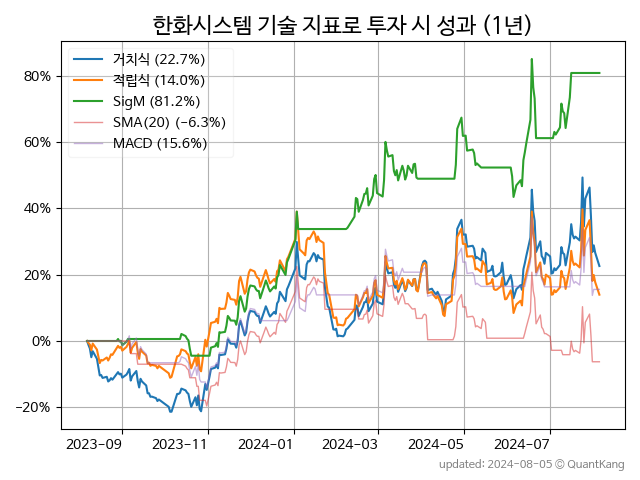 한화시스템 기술 지표로 투자 시 성과 (1년)
거치식 (22.7%)
적립식 (14.0%)
SigM (81.2%)
SMA(20) (−6.3%)
MACD (15.6%)
80%
60%
40%
20%
0%
−20%
2023-09 2023-11 2024-01 2024-03 2024-05 2024-07
updated: 2024-08-05 © QuantKang